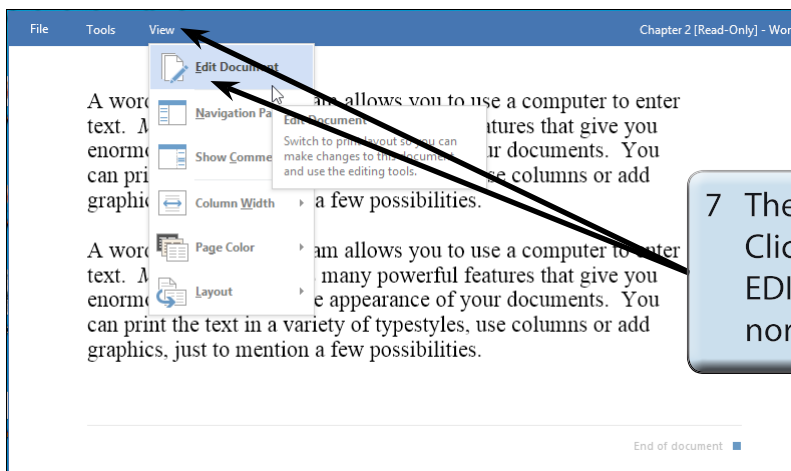 File Tools View Chapter 2 [Read-Only] - Wor
Edit Document
Navigation Pa
Show Comme
Column Width
Page Color
Layout
Edit Document
Switch to print layout so you can
make changes to this document
and use the editing tools.
A word am allows you to use a computer to enter
text. M atures that give you
enormo ur documents. You
can pri se columns or add
graphic a few possibilities.
A word am allows you to use a computer to enter
text. M many powerful features that give you
enormo e appearance of your documents. You
can print the text in a variety of typestyles, use columns or add
graphics, just to mention a few possibilities.
End of document
7 The
Clic
EDI
nor